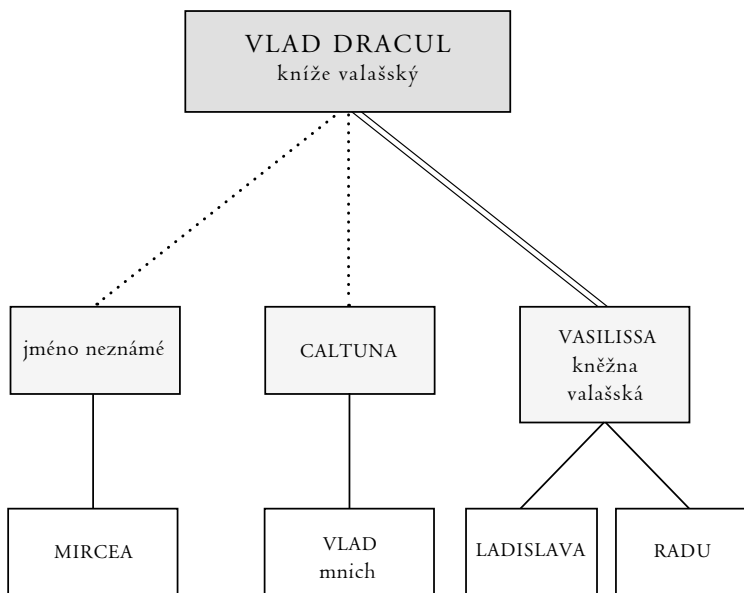 VLAD DRACUL
kníže valašský
jméno neznámé
CALTUNA
VASILISSA
kněžna
valašská
MIRCEA
VLAD
mnich
LADISLAVA
RADU